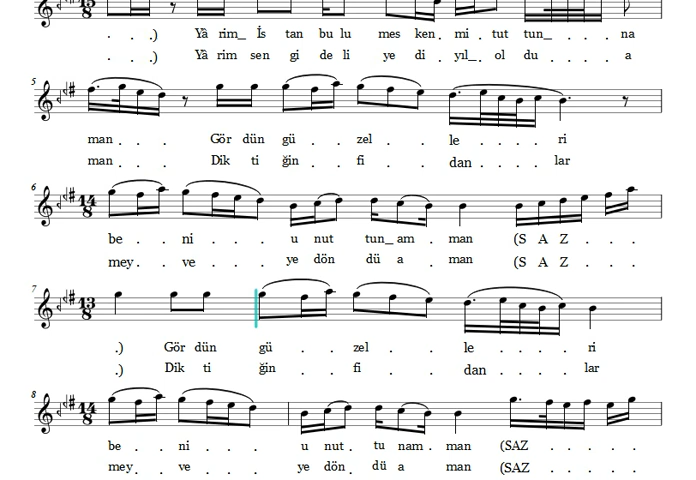 13 8
. .) Yâ rim_ İs tan bu lu mes ken . mi . tut tun_ . . . na
. .) Yâ rim sen gi de li ye di . yıl_ . ol du . . . a
5
man . . . Gör dün gü . . zel . . le . . . . ri
man . . . Dik ti ğin . . fi . . dan . . . . lar
6
14 8
be . . ni . . . u nut . tun_ am . man (S A Z . . .
mey . . ve . . . ye dön . dü a . man (S A Z . . .
7
13 8
.) Gör dün gü . . zel . . le . . . . ri
.) Dik ti ğin . . fi . . dan . . . . lar
8
14 8
be . . ni . . . u nut . tu nam . man (SAZ . . . .
mey . . ve . . . ye dön . dü a . man (SAZ . . . .